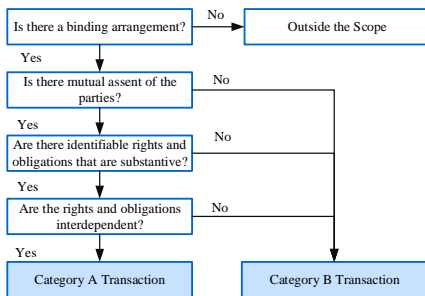 Is there a binding arrangement?
No
Outside the Scope
Yes
Is there mutual assent of the
parties?
No
Yes
Are there identifiable rights and
obligations that are substantive?
No
Yes
Are the rights and obligations
interdependent?
No
Yes
Category A Transaction
Category B Transaction